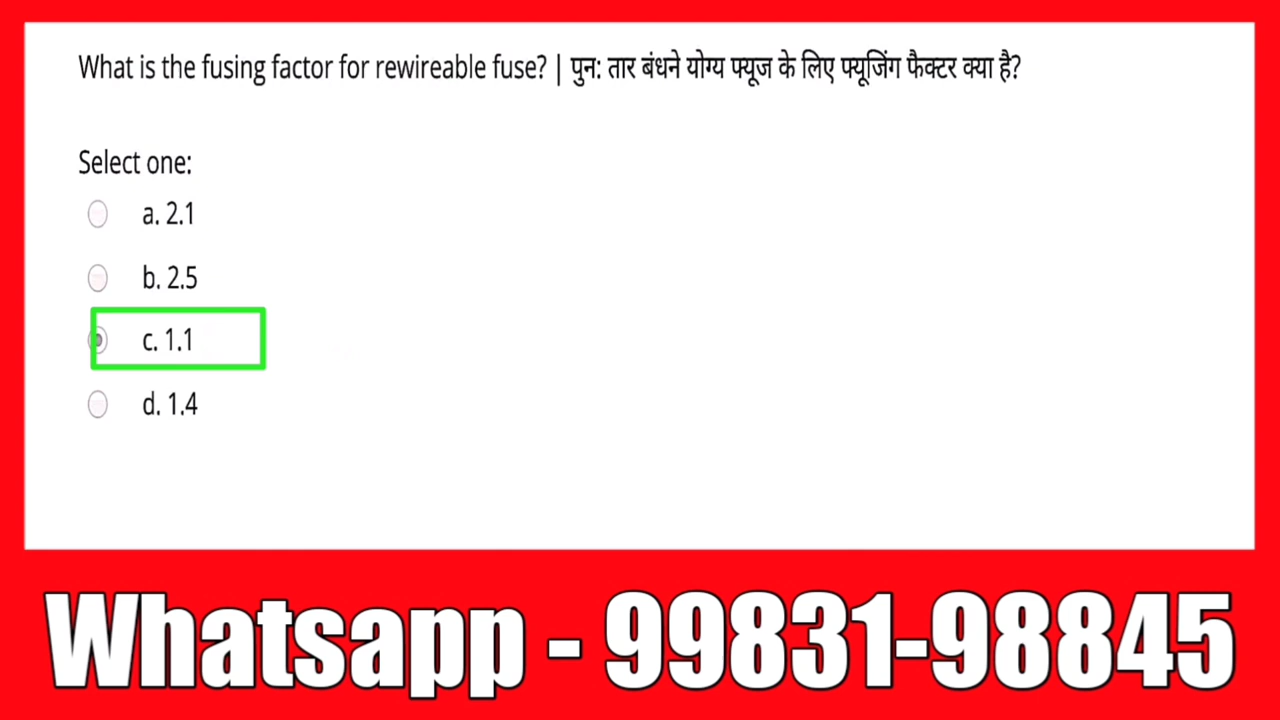 What is the fusing factor for rewireable fuse? | पुन: तार बंधने योग्य फ्यूज के लिए फ्यूजिंग फैक्टर क्या है?
Select one:
a. 2.1
b. 2.5
c. 1.1
d. 1.4
Whatsapp - 99831-98845